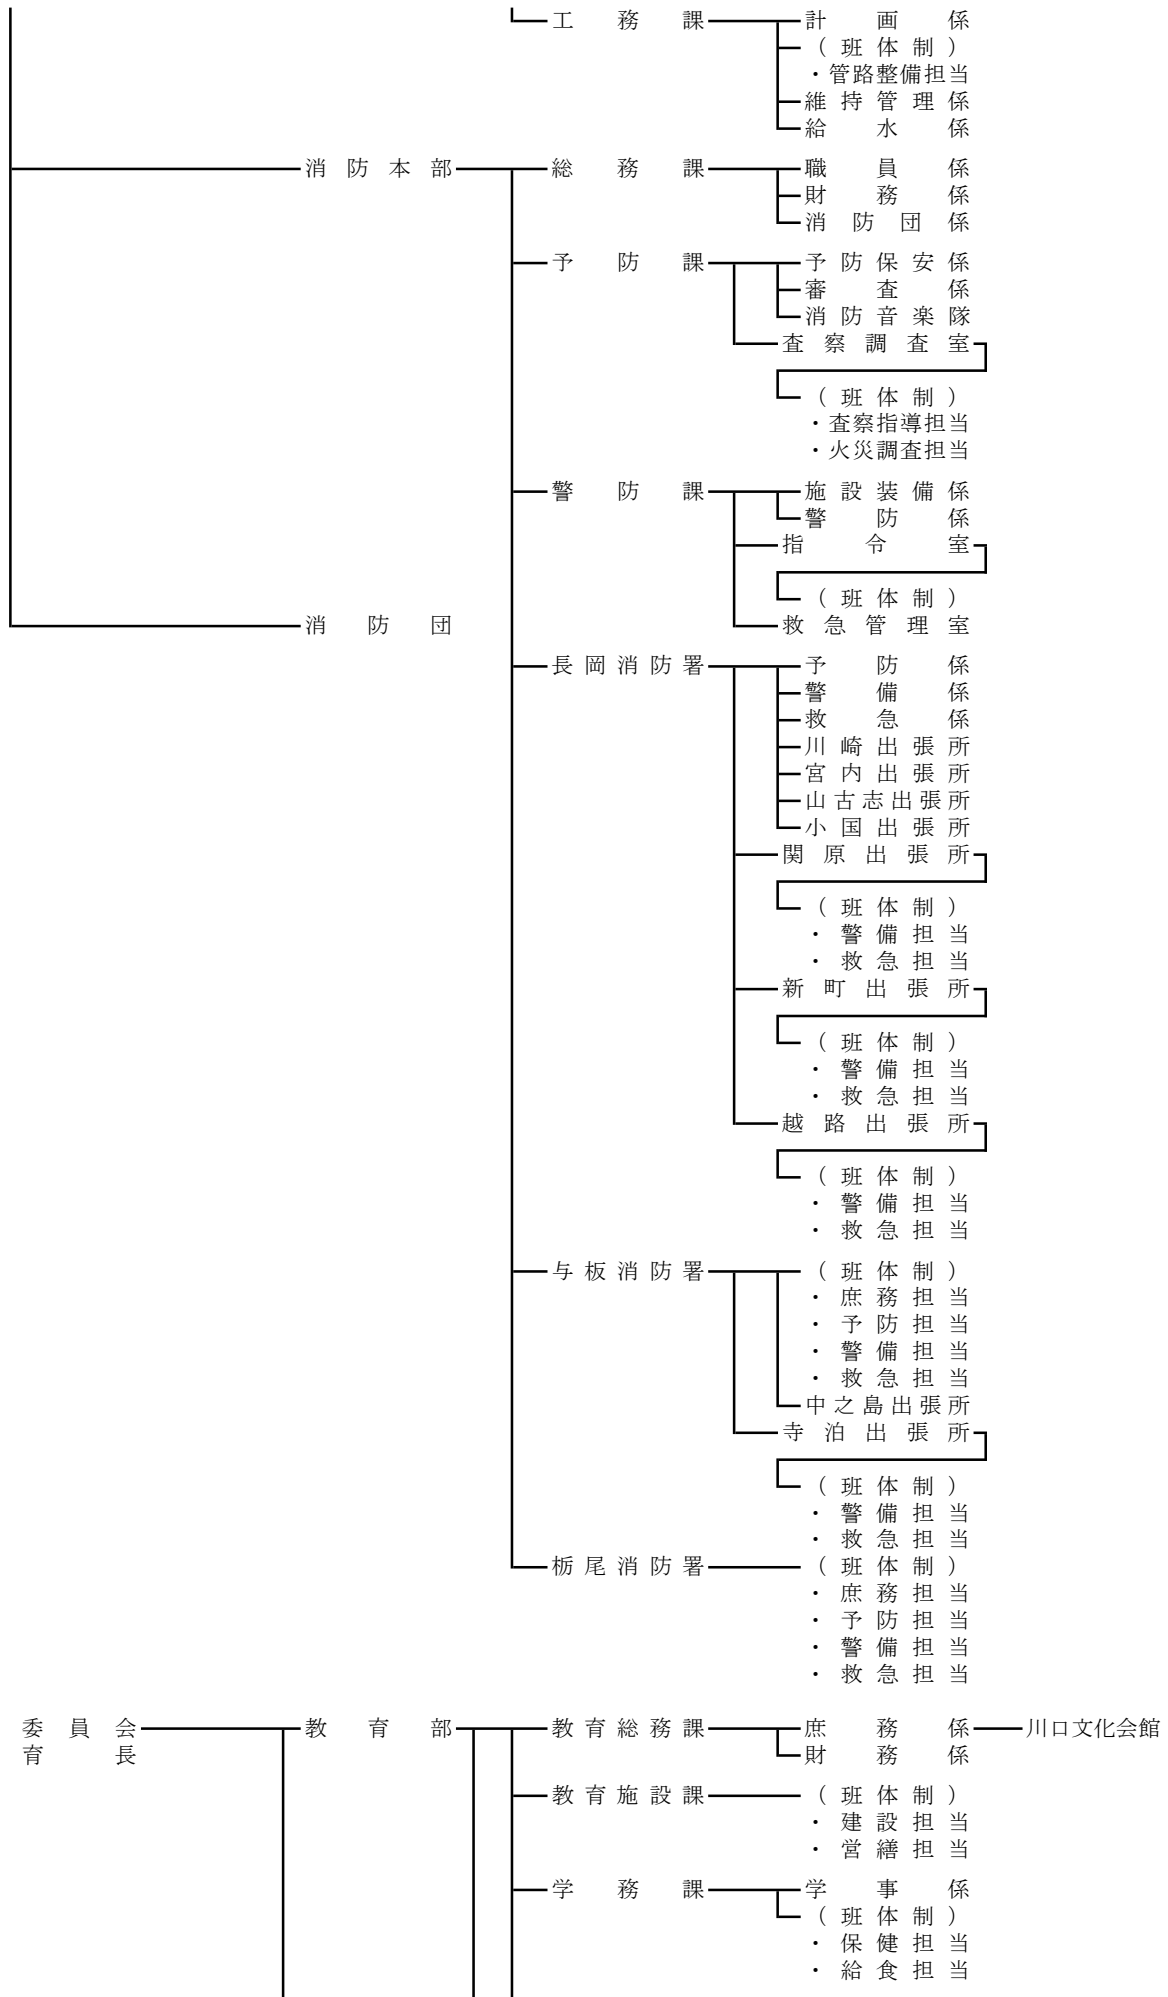 工務課 計画係
(班体制)
・管路整備担当
維持管理係
給水係
消防本部 総務課 職員係
財務係
消防団係
予防課 予防保安係
審査係
消防音楽隊
査察調査室
(班体制)
・査察指導担当
・火災調査担当
警防課 施設装備係
警防係
指令室
(班体制)
消防団 救急管理室
長岡消防署 予防係
警備係
救急係
川崎出張所
宮内出張所
山古志出張所
小国出張所
関原出張所
(班体制)
・警備担当
・救急担当
新町出張所
(班体制)
・警備担当
・救急担当
越路出張所
(班体制)
・警備担当
・救急担当
与板消防署 (班体制)
・庶務担当
・予防担当
・警備担当
・救急担当
中之島出張所
寺泊出張所
(班体制)
・警備担当
・救急担当
栃尾消防署 (班体制)
・庶務担当
・予防担当
・警備担当
・救急担当
委員会 教育部 教育総務課 庶務係 川口文化会館
育長 財務係
教育施設課 (班体制)
・建設担当
・営繕担当
学務課 学事係
(班体制)
・保健担当
・給食担当